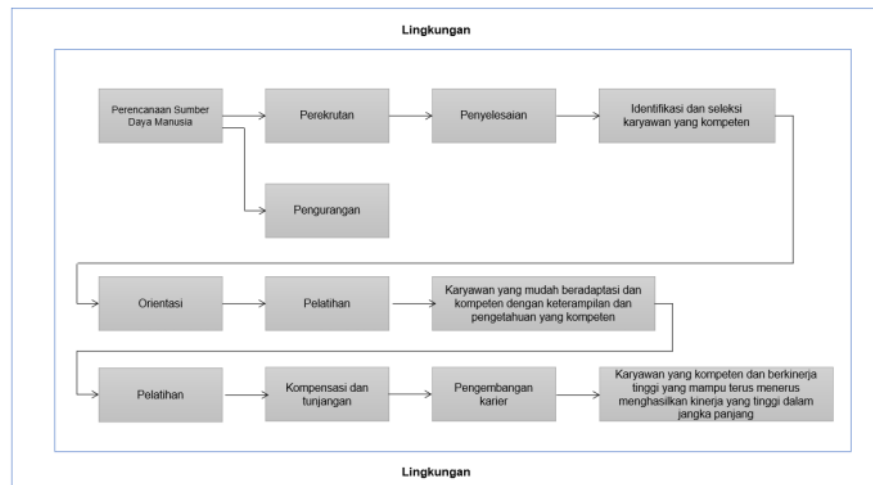 Lingkungan
Perencanaan Sumber
Daya Manusia
Perekrutan
Penyelesaian
Identifikasi dan seleksi
karyawan yang kompeten
Pengurangan
Orientasi
Pelatihan
Karyawan yang mudah beradaptasi dan
kompeten dengan keterampilan dan
pengetahuan yang kompeten
Pelatihan
Kompensasi dan
tunjangan
Pengembangan
karier
Karyawan yang kompeten dan berkinerja
tinggi yang mampu terus menerus
menghasilkan kinerja yang tinggi dalam
jangka panjang
Lingkungan